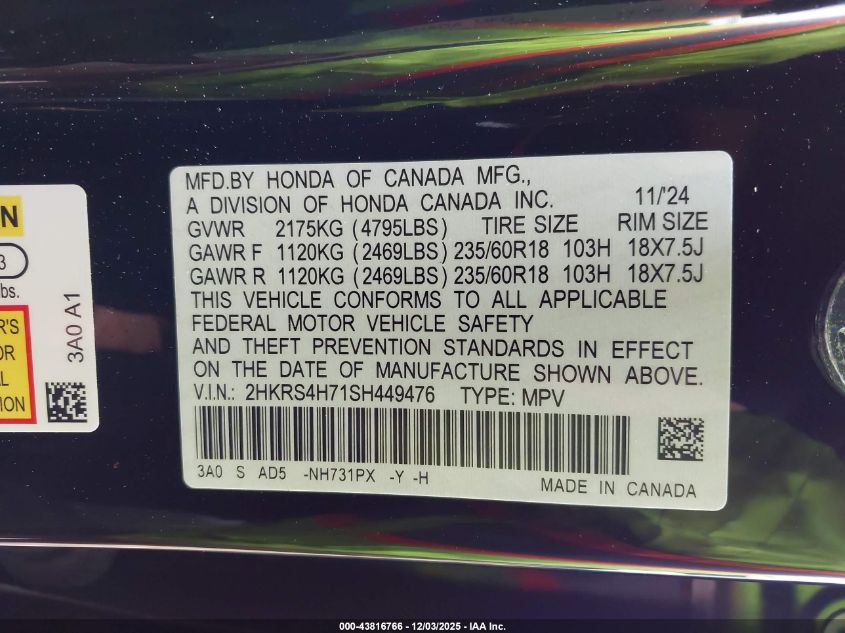 MFD.BY HONDA OF CANADA MFG.,
A DIVISION OF HONDA CANADA INC. 11/'24
GVWR 2175KG (4795LBS) TIRE SIZE RIM SIZE
GAWR F 1120KG (2469LBS) 235/60R18 103H 18X7.5J
GAWR R 1120KG (2469LBS) 235/60R18 103H 18X7.5J
THIS VEHICLE CONFORMS TO ALL APPLICABLE
FEDERAL MOTOR VEHICLE SAFETY
AND THEFT PREVENTION STANDARDS IN EFFECT
ON THE DATE OF MANUFACTURE SHOWN ABOVE.
V.I.N.: 2HKRS4H71SH449476 TYPE: MPV
3A0 S AD5 -NH731PX -Y -H
MADE IN CANADA
3
bs.
3A0 A1
000-43816766 - 12/03/2025 - IAA Inc.